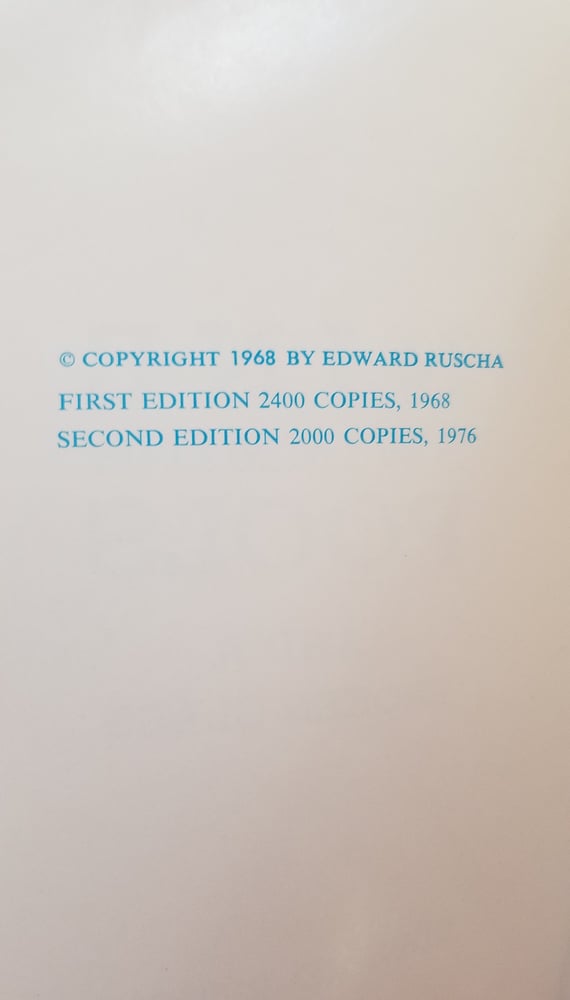 © COPYRIGHT 1968 BY EDWARD RUSCHA
FIRST EDITION 2400 COPIES, 1968
SECOND EDITION 2000 COPIES, 1976